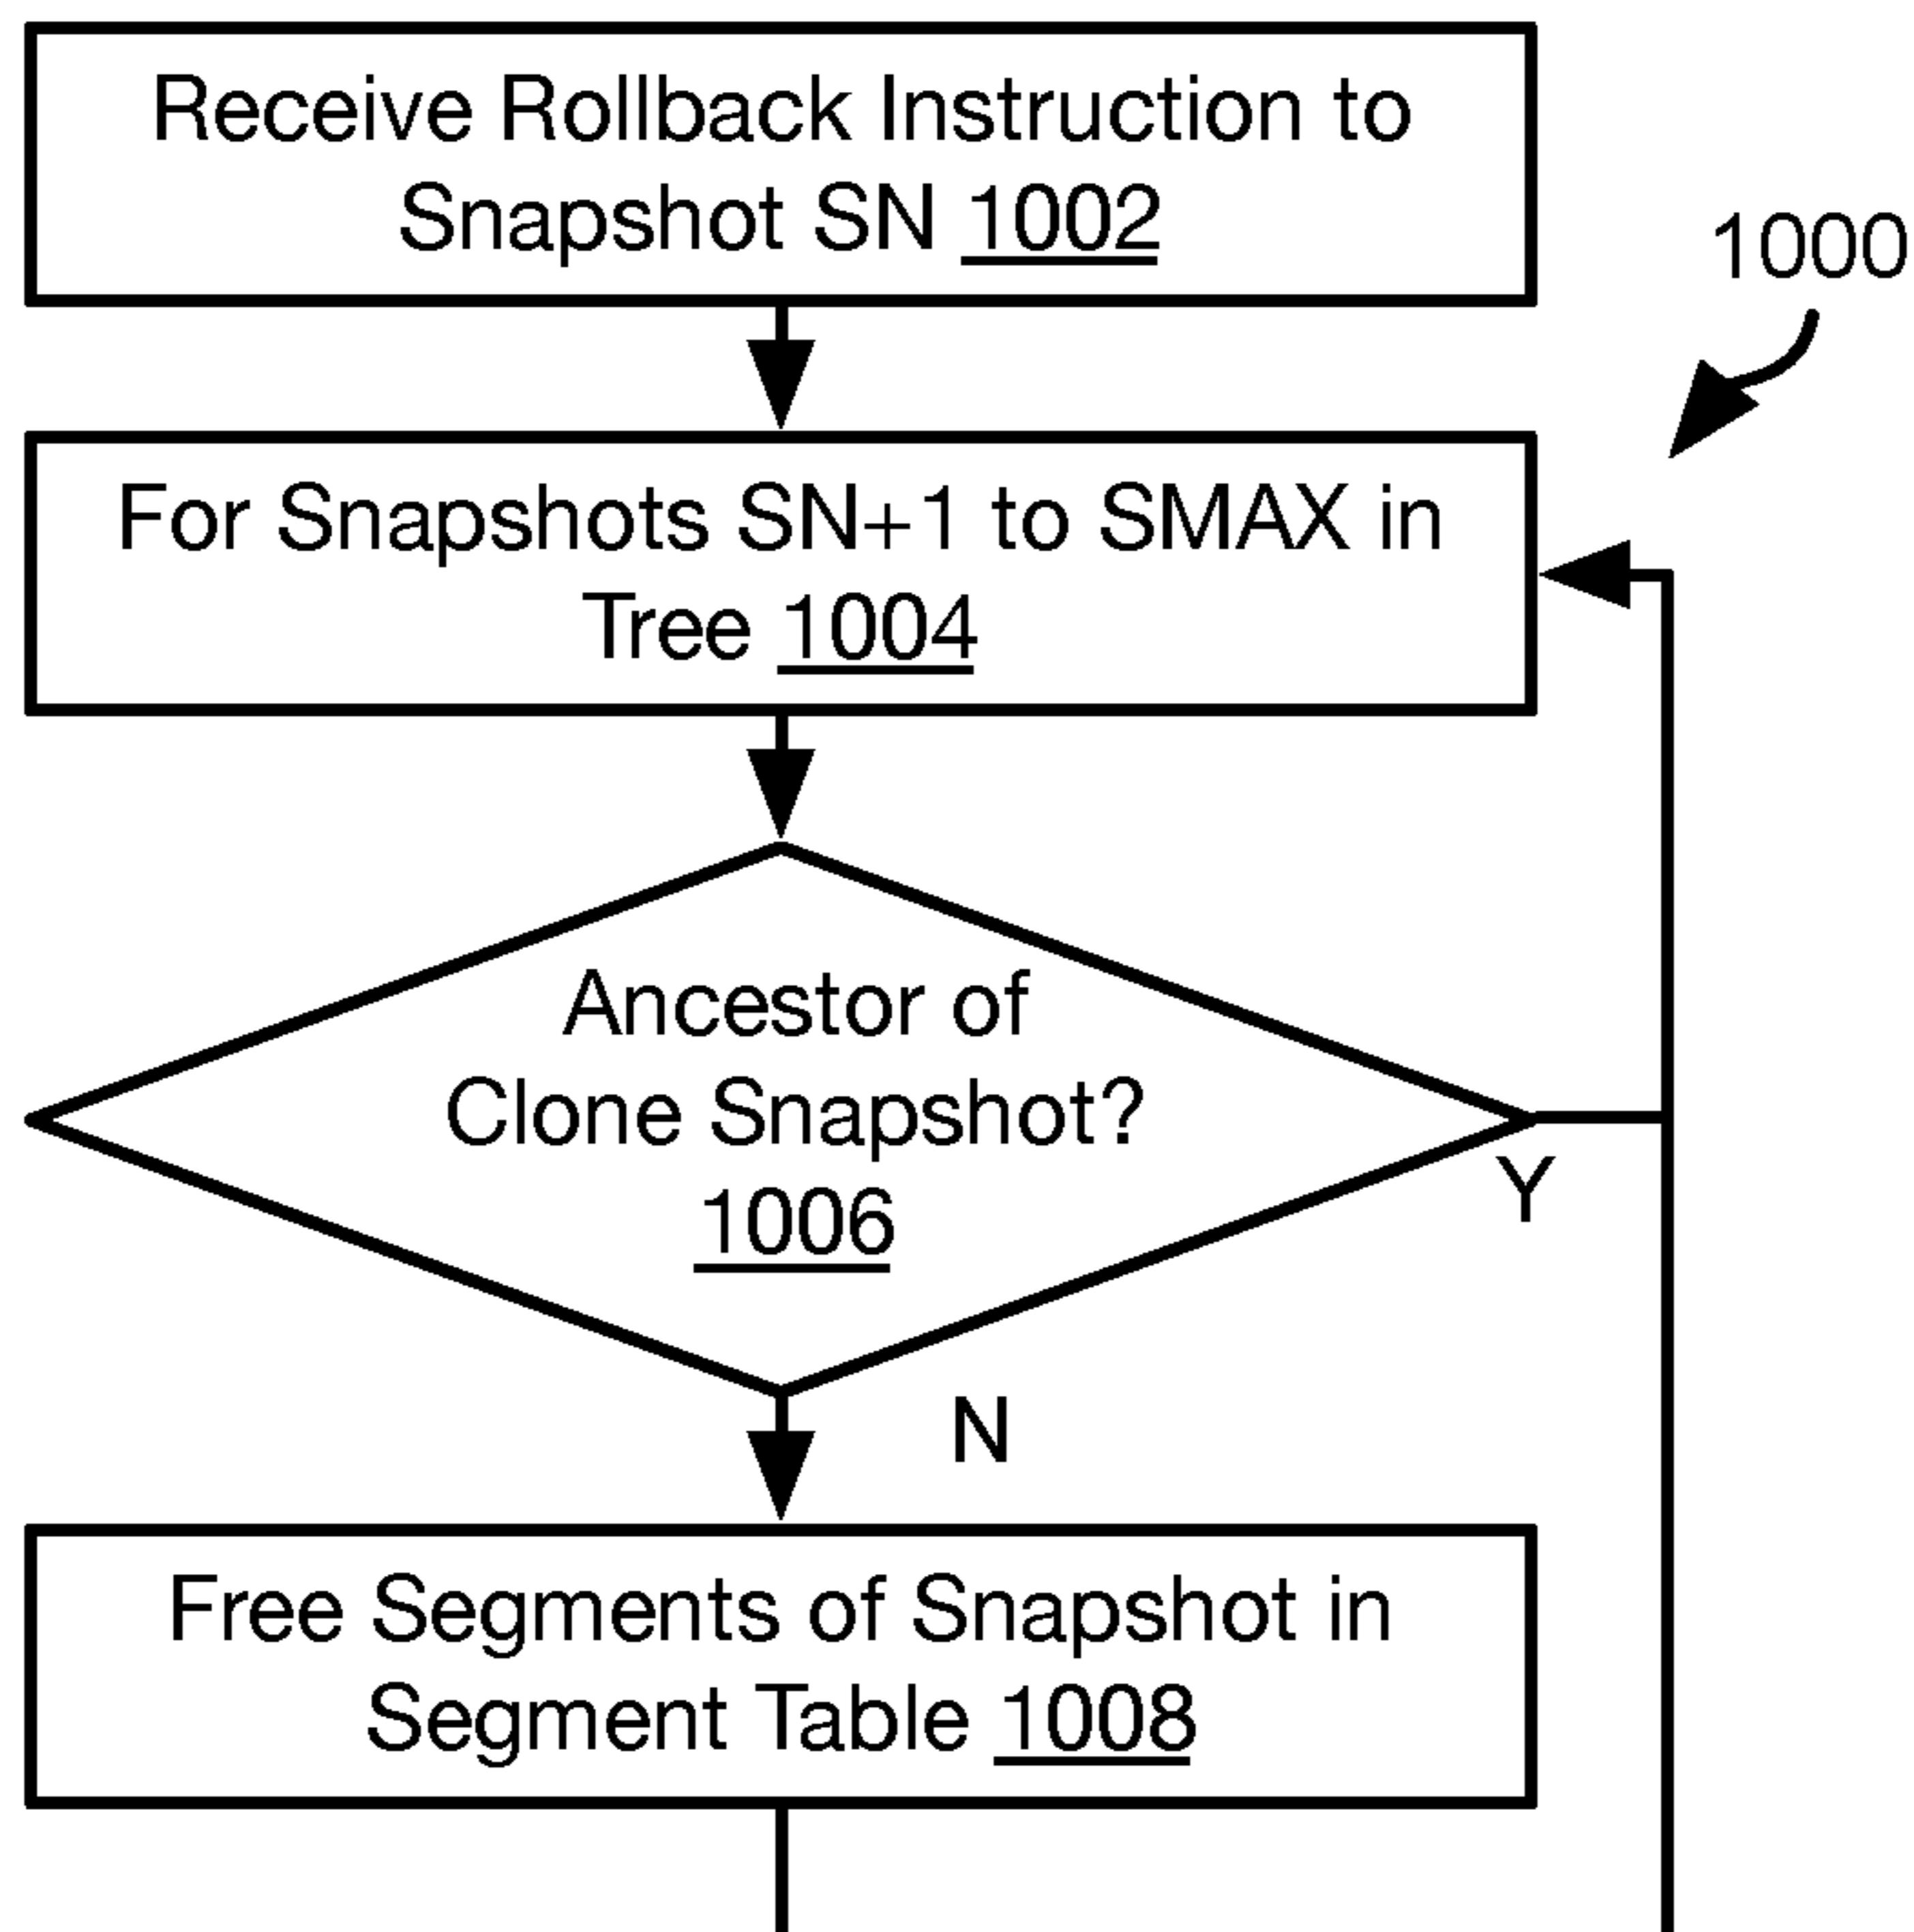 Receive Rollback Instruction to
Snapshot SN 1002
1000
For Snapshots SN+1 to SMAX in
Tree 1004
Ancestor of
Clone Snapshot?
1006
Y
N
Free Segments of Snapshot in
Segment Table 1008